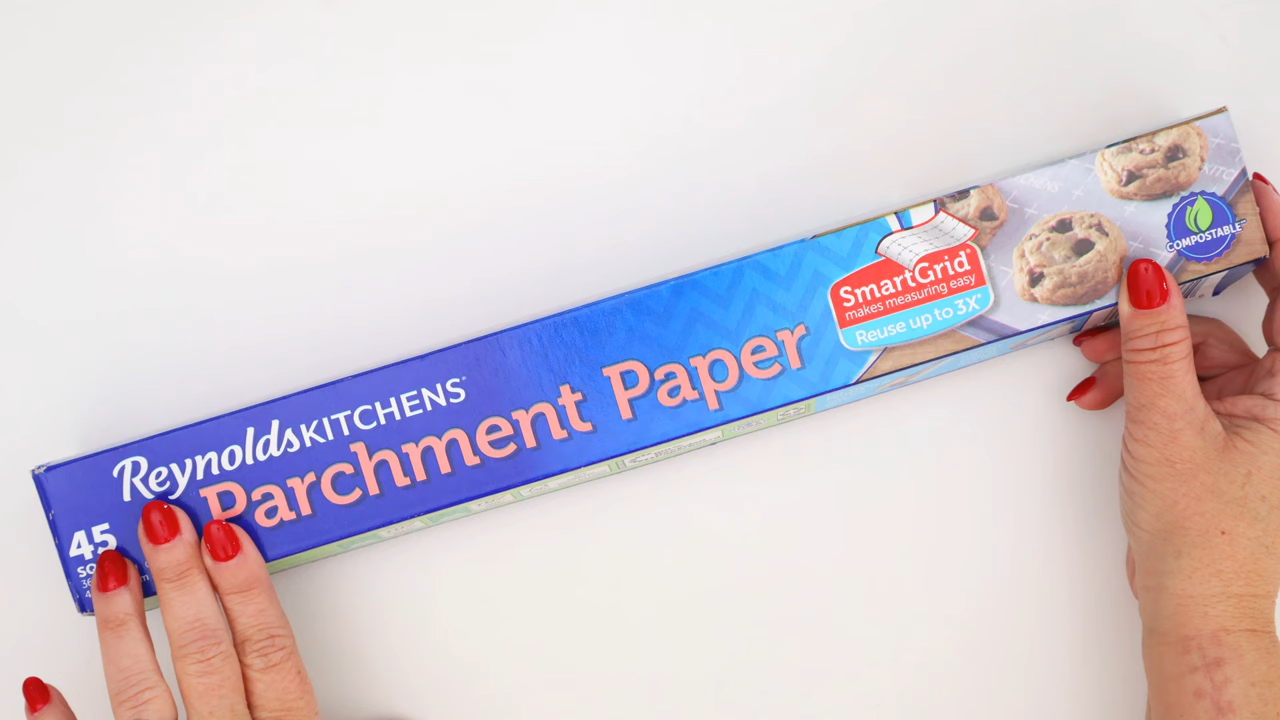 ReynoldsKITCHENS®
Parchment Paper
45
SmartGrid®
makes measuring easy
Reuse up to 3X*
COMPOSTABLE